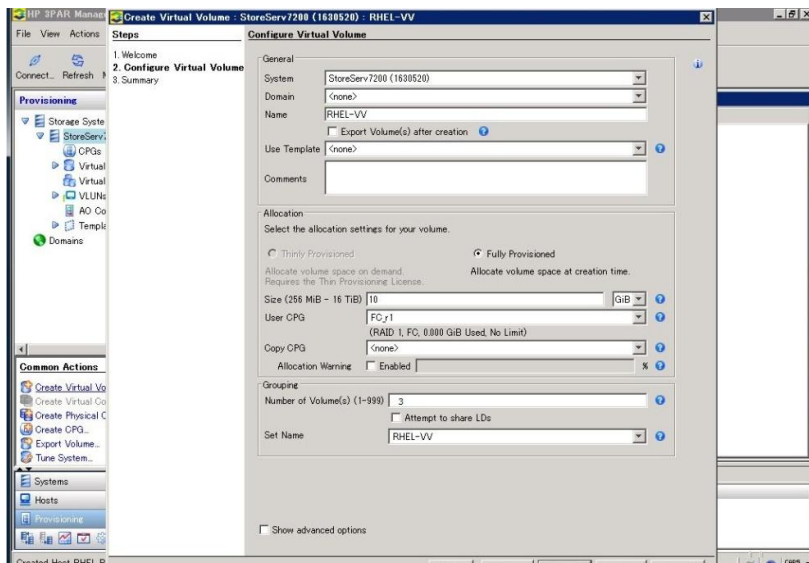 HP 3PAR Manag
Create Virtual Volume : StoreServ7200 (1630520) : RHEL-VV
File View Actions
Connect... Refresh
Provisioning
Storage Syste
StoreServ7
CPGs
Virtual
Virtual
VLUNs
AO Co
Templa
Domains
Common Actions
Create Virtual Vo
Create Virtual Co
Create Physical C
Create CPG...
Export Volume...
Tune System...
Systems
Hosts
Provisioning
Steps
1. Welcome
2. Configure Virtual Volume
3. Summary
Configure Virtual Volume
General
System StoreServ7200 (1630520)
Domain <none>
Name RHEL-VV
Export Volume(s) after creation
Use Template <none>
Comments
Allocation
Select the allocation settings for your volume.
Thinly Provisioned Fully Provisioned
Allocate volume space on demand. Allocate volume space at creation time.
Requires the Thin Provisioning License.
Size (256 MiB - 16 TiB) 10 GiB
User CPG FC_r1
(RAID 1, FC, 0.000 GiB Used, No Limit)
Copy CPG <none>
Allocation Warning Enabled %
Grouping
Number of Volume(s) (1-999) 3
Attempt to share LDs
Set Name RHEL-VV
Show advanced options